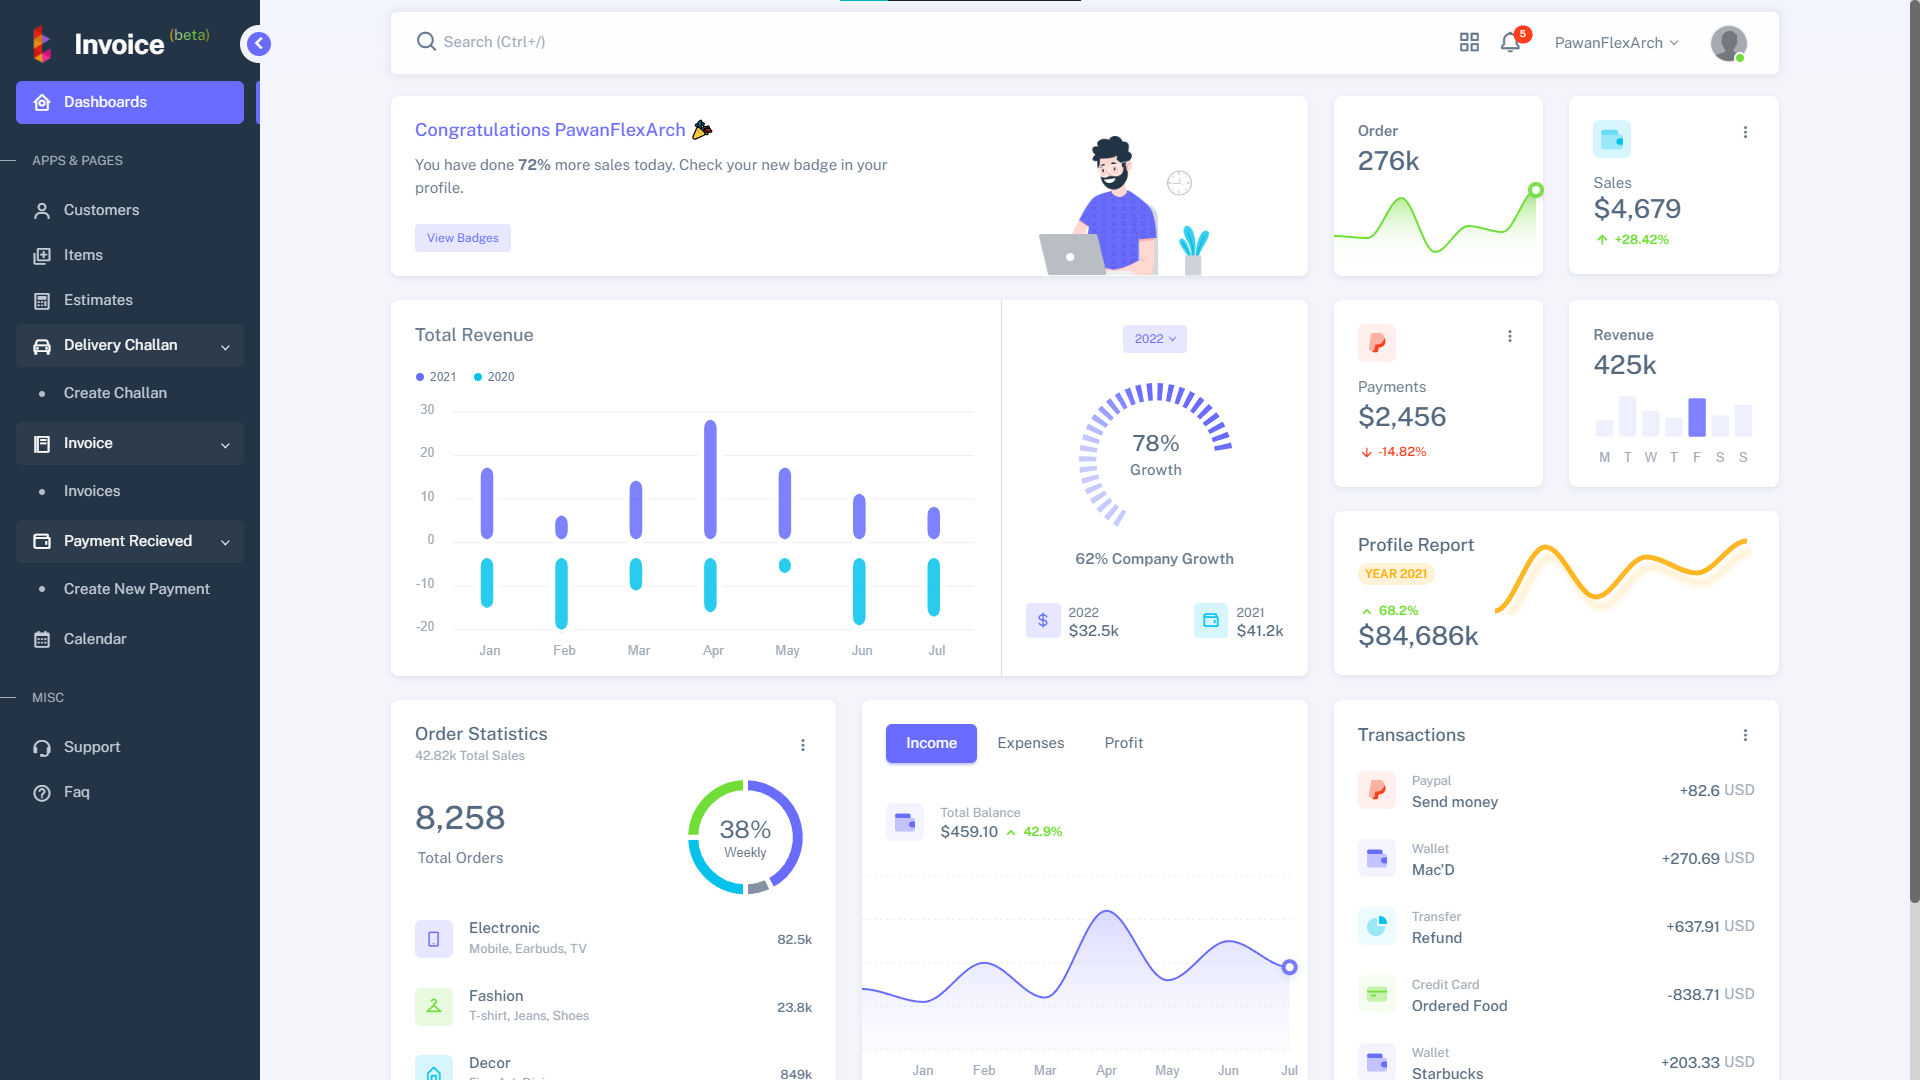 Invoice (beta)
Dashboards
APPS & PAGES
Customers
Items
Estimates
Delivery Challan
Create Challan
Invoice
Invoices
Payment Recieved
Create New Payment
Calendar
MISC
Support
Faq
Search (Ctrl+/)
5
PawanFlexArch
Congratulations PawanFlexArch
You have done 72% more sales today. Check your new badge in your
profile.
View Badges
Order
276k
Sales
$4,679
+28.42%
Total Revenue
2021 2020
30
20
10
0
-10
-20
Jan Feb Mar Apr May Jun Jul
2022
78%
Growth
62% Company Growth
2022
$32.5k
2021
$41.2k
Payments
$2,456
-14.82%
Revenue
425k
M T W T F S S
Profile Report
YEAR 2021
68.2%
$84,686k
Order Statistics
42.82k Total Sales
8,258
Total Orders
38%
Weekly
Electronic
Mobile, Earbuds, TV
82.5k
Fashion
T-shirt, Jeans, Shoes
23.8k
Decor
849k
Income Expenses Profit
Total Balance
$459.10 42.9%
Jan Feb Mar Apr May Jun Jul
Transactions
Paypal
Send money
+82.6 USD
Wallet
Mac'D
+270.69 USD
Transfer
Refund
+637.91 USD
Credit Card
Ordered Food
-838.71 USD
Wallet
Starbucks
+203.33 USD